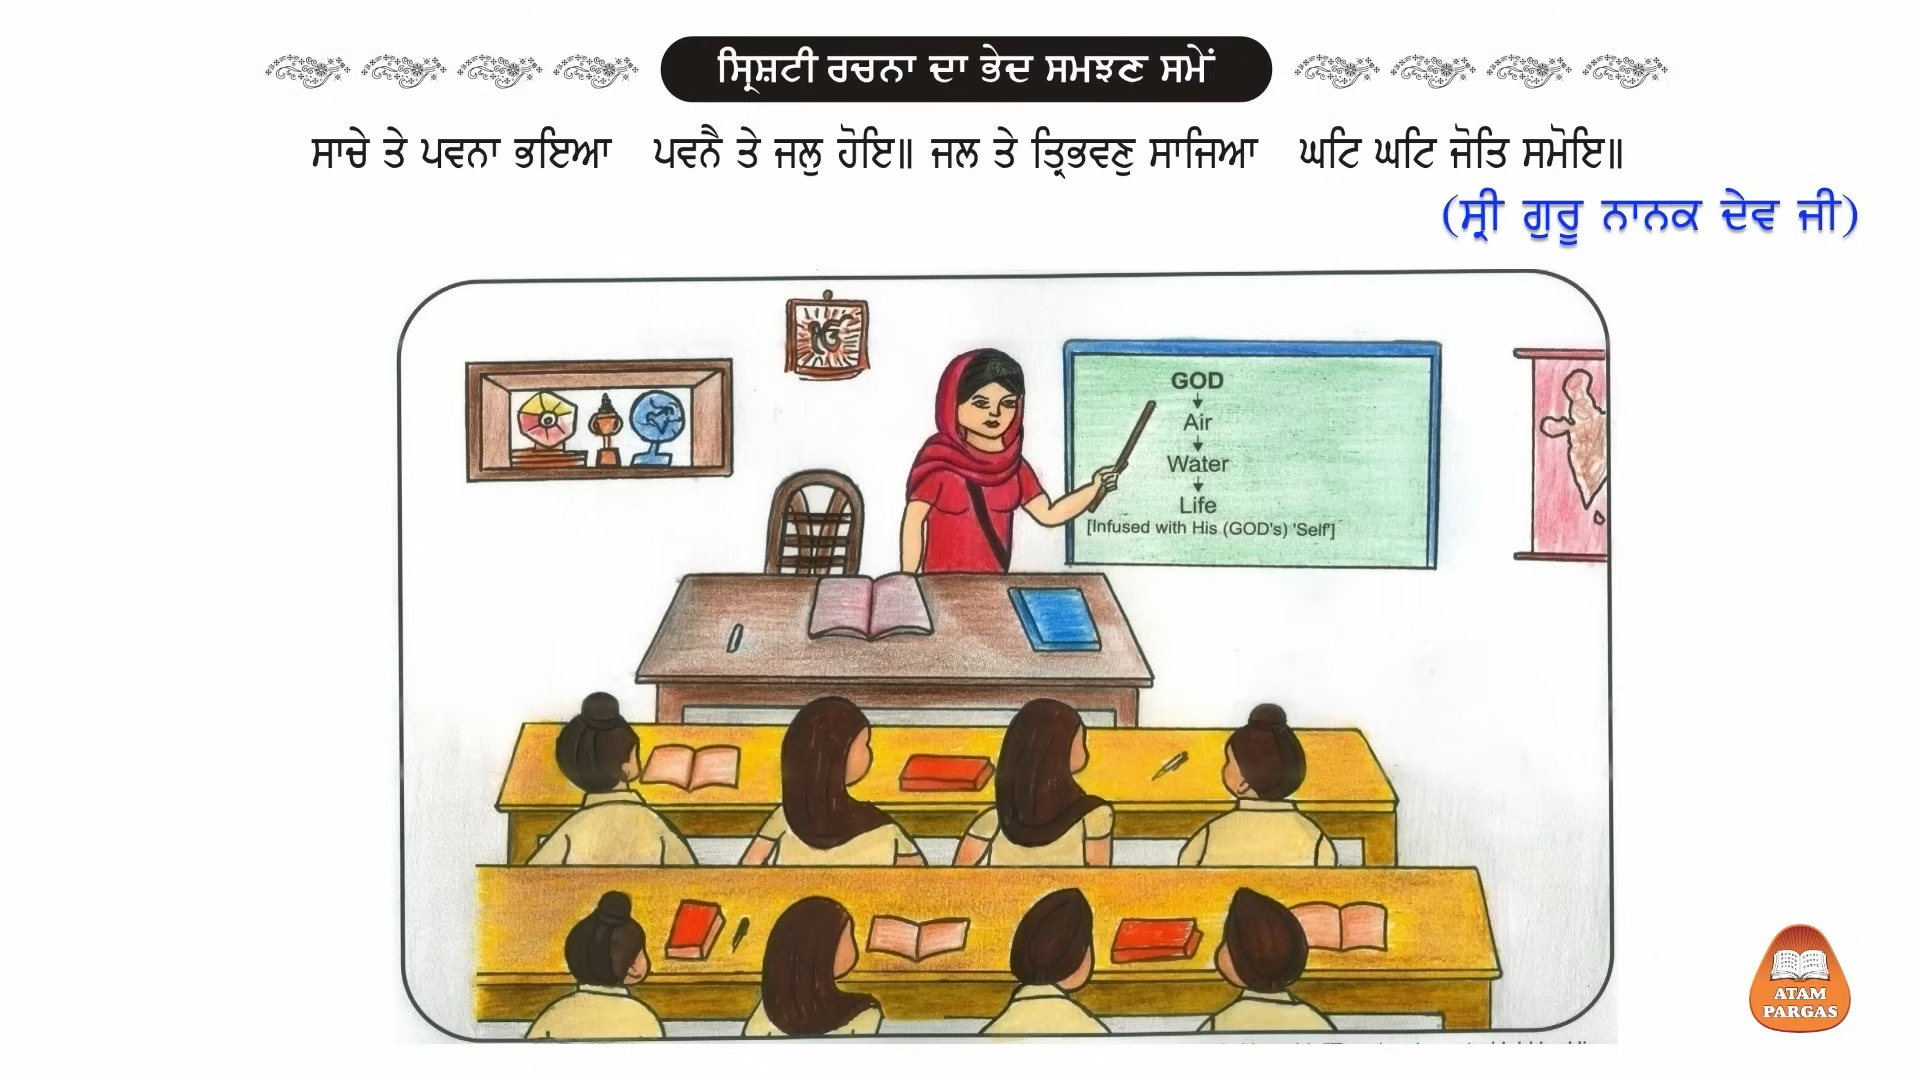 ਸ੍ਰਿਸ਼ਟੀ ਰਚਨਾ ਦਾ ਭੇਦ ਸਮਝਣ ਸਮੇਂ
ਸਾਚੇ ਤੇ ਪਵਨਾ ਭਇਆ ਪਵਨੈ ਤੇ ਜਲੁ ਹੋਇ॥ ਜਲ ਤੇ ਤ੍ਰਿਭਵਣੁ ਸਾਜਿਆ ਘਟਿ ਘਟਿ ਜੋਤਿ ਸਮੋਇ॥
(ਸ੍ਰੀ ਗੁਰੂ ਨਾਨਕ ਦੇਵ ਜੀ)
ੴ
GOD
Air
Water
Life
[Infused with His (GOD's) 'Self']
ATAM
PARGAS